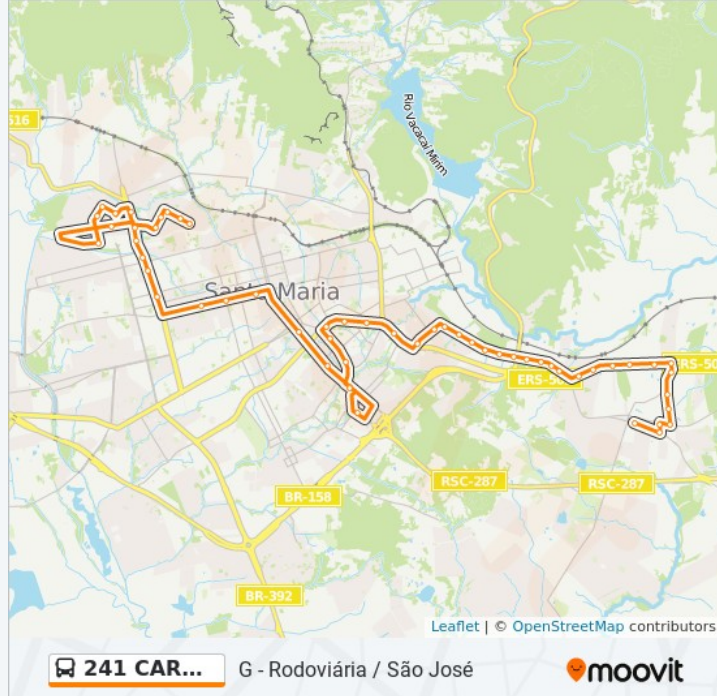 516
Rio Vacacaí Mirim
Santa Maria
ERS-50
ERS-50
RSC-287
RSC-287
BR-158
BR-392
Leaflet | © OpenStreetMap contributors
241 CAR... G - Rodoviária / São José moovit